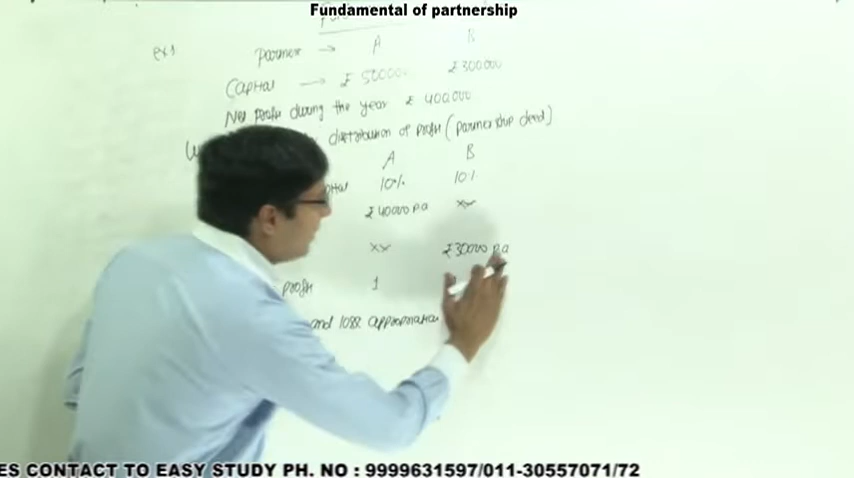 Fundamental of partnership
ex 1 Partner → A B
Capital → ₹ 500000 ₹ 300000
Net profit during the year ₹ 400000
distribution of profit (partnership deed)
A B
10% 10%
₹ 40000 p.a xx
xx ₹ 30000 p.a
profit 1
and loss appropriation
ES CONTACT TO EASY STUDY PH. NO : 9999631597/011-30557071/72